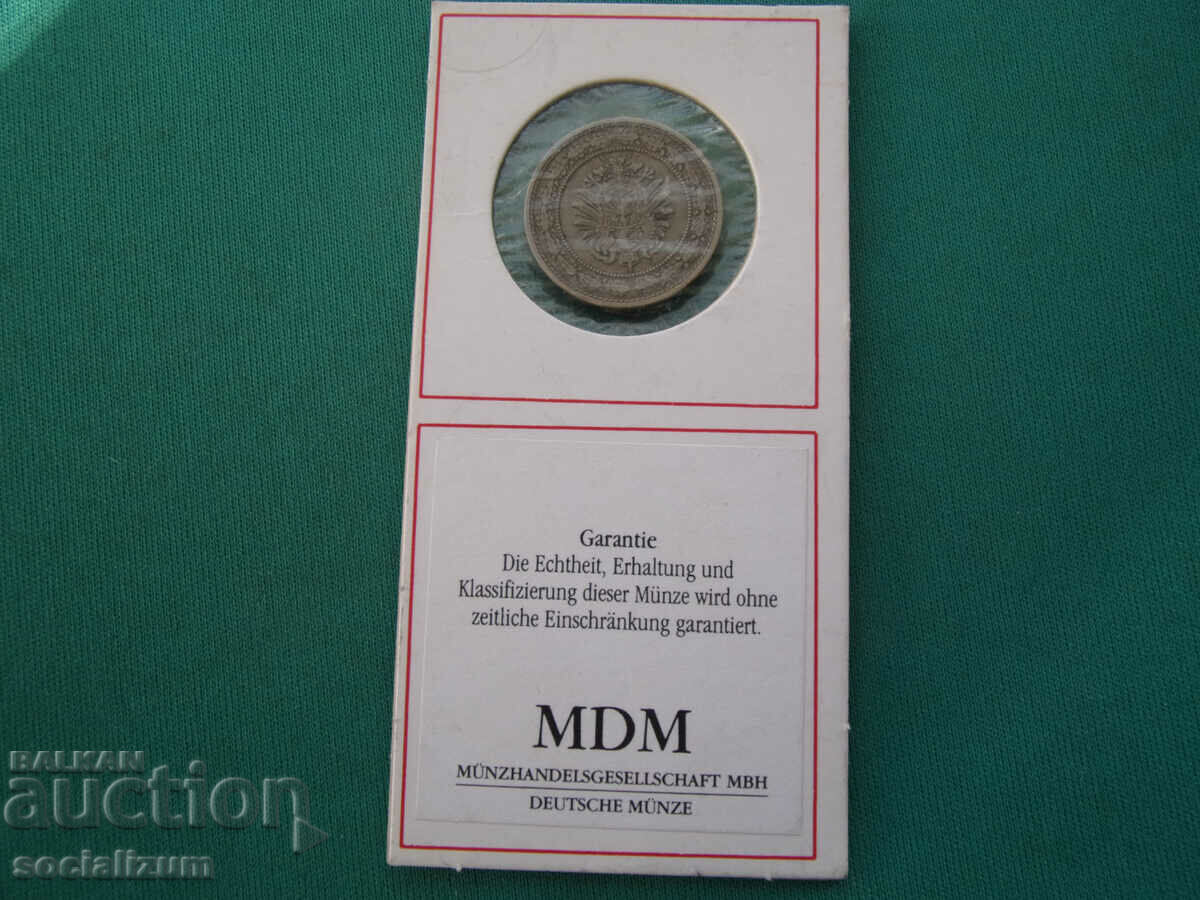 Garantie
Die Echtheit, Erhaltung und
Klassifizierung dieser Münze wird ohne
zeitliche Einschränkung garantiert.
MDM
MÜNZHANDELSGESELLSCHAFT MBH
DEUTSCHE MÜNZE
BALKAN
auction
socializum